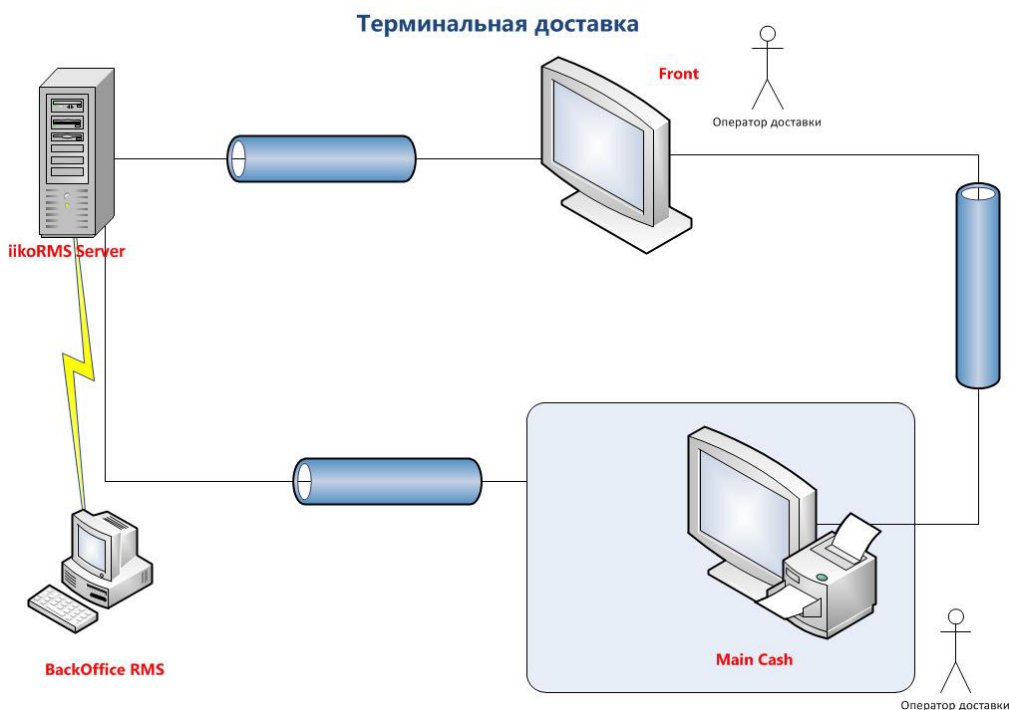 Терминальная доставка
Front
Оператор доставки
iikoRMS Server
BackOffice RMS
Main Cash
Оператор доставки